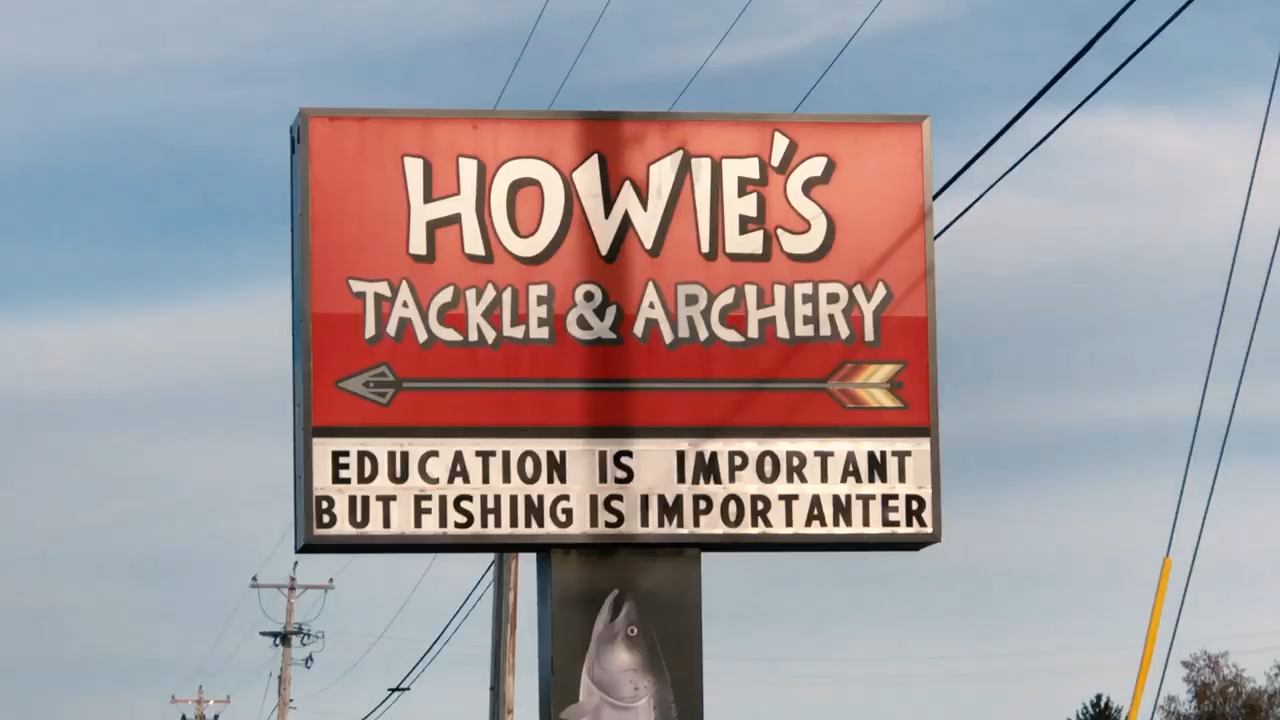 HOWIE'S
TACKLE & ARCHERY
EDUCATION IS IMPORTANT
BUT FISHING IS IMPORTANTER